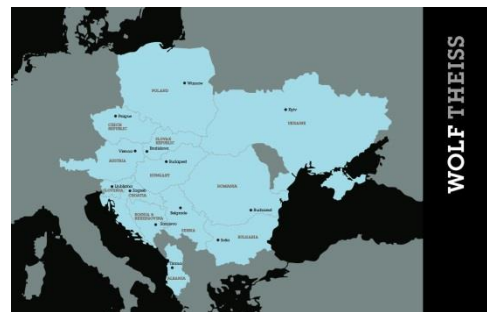 Warsaw
POLAND
Prague
CZECH
REPUBLIC
Kyiv
UKRAINE
SLOVAK
REPUBLIC
Vienna
Bratislava
AUSTRIA
Budapest
HUNGARY
Ljubljana
SLOVENIA
Zagreb
CROATIA
ROMANIA
BOSNIA &
HERZEGOVINA
Belgrade
Bucharest
Sarajevo
SERBIA
Sofia
BULGARIA
Tirana
ALBANIA
WOLF THEISS